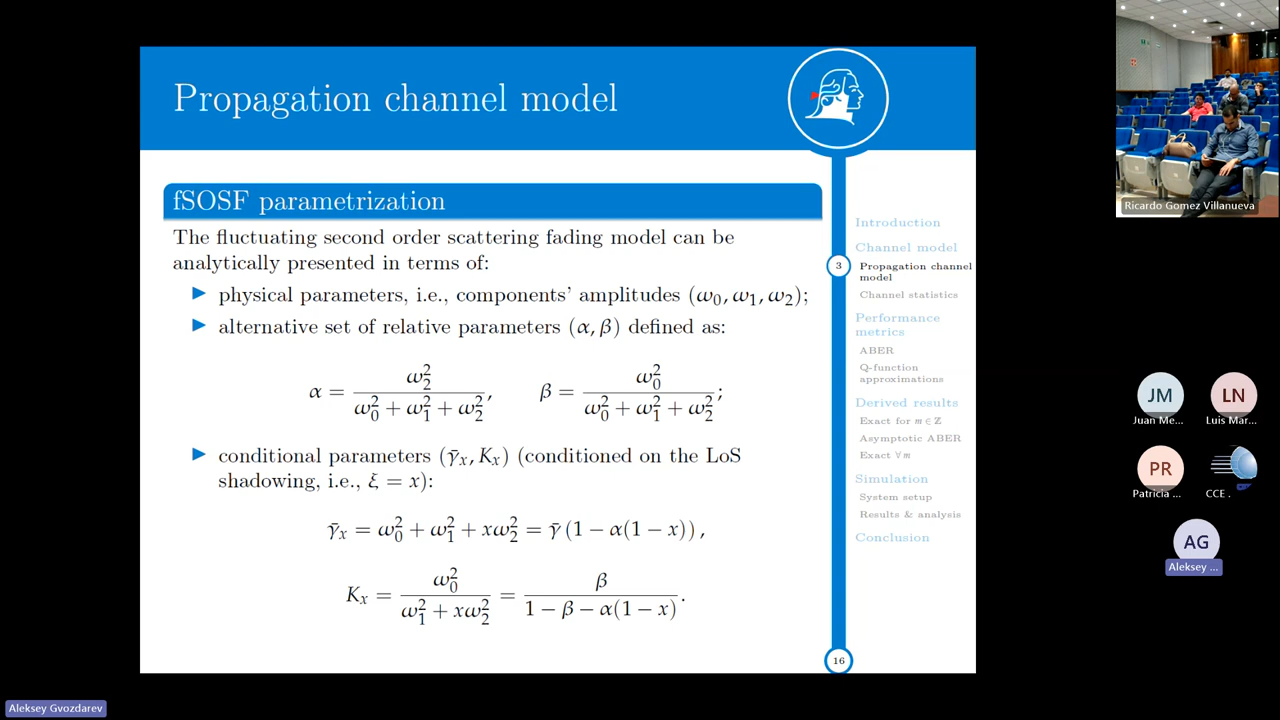 Propagation channel model
fSOSF parametrization
The fluctuating second order scattering fading model can be
analytically presented in terms of:
▶ physical parameters, i.e., components' amplitudes (ω₀, ω₁, ω₂);
▶ alternative set of relative parameters (α, β) defined as:
α = ω₂² / (ω₀² + ω₁² + ω₂²), β = ω₀² / (ω₀² + ω₁² + ω₂²);
▶ conditional parameters (γ̄ₓ, Kₓ) (conditioned on the LoS
shadowing, i.e., ξ = x):
γ̄ₓ = ω₀² + ω₁² + xω₂² = γ̄ (1 − α(1 − x)),
Kₓ = ω₀² / (ω₁² + xω₂²) = β / (1 − β − α(1 − x)).
Introduction
Channel model
3
Propagation channel
model
Channel statistics
Performance
metrics
ABER
Q-function
approximations
Derived results
Exact for m ∈ ℤ
Asymptotic ABER
Exact ∀ m
Simulation
System setup
Results & analysis
Conclusion
16
Ricardo Gomez Villanueva
JM
Juan Me...
LN
Luis Mar...
PR
Patricia ...
CCE .
AG
Aleksey ...
Aleksey Gvozdarev